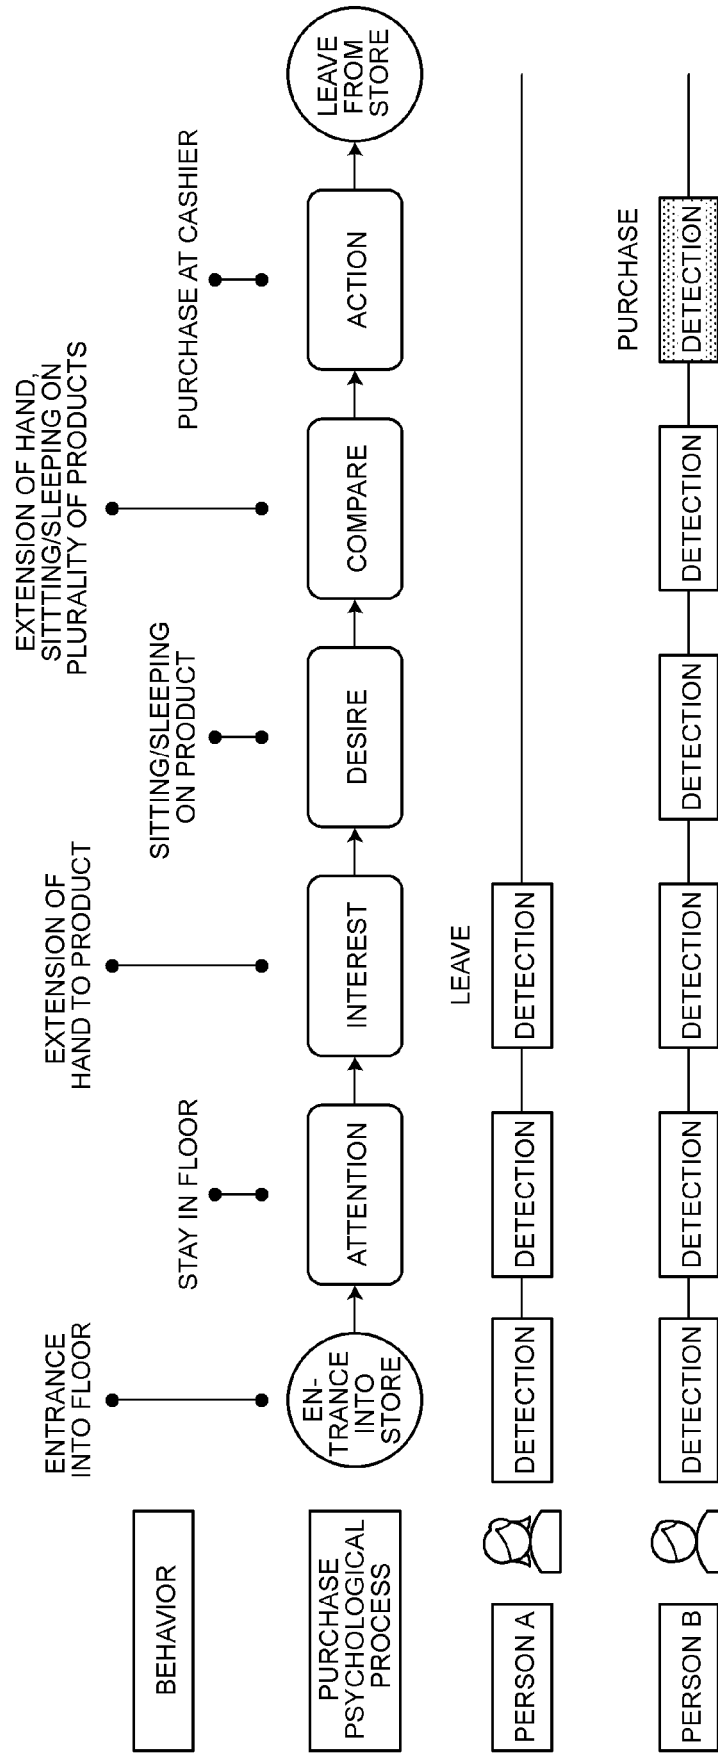 BEHAVIOR
ENTRANCE
INTO FLOOR
STAY IN FLOOR
EXTENSION OF
HAND TO PRODUCT
SITTING/SLEEPING
ON PRODUCT
EXTENSION OF HAND,
SITTTING/SLEEPING ON
PLURALITY OF PRODUCTS
PURCHASE AT CASHIER
PURCHASE
PSYCHOLOGICAL
PROCESS
EN-
TRANCE
INTO
STORE
ATTENTION
INTEREST
DESIRE
COMPARE
ACTION
LEAVE
FROM
STORE
PERSON A
DETECTION
DETECTION
LEAVE
DETECTION
PERSON B
DETECTION
DETECTION
DETECTION
DETECTION
DETECTION
PURCHASE
DETECTION